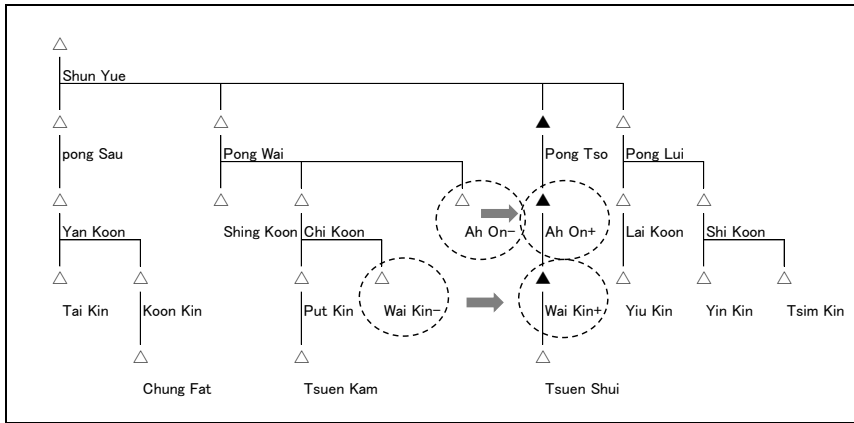 Shun Yue
pong Sau Pong Wai Pong Tso Pong Lui
Yan Koon Shing Koon Chi Koon Ah On− Ah On+ Lai Koon Shi Koon
Tai Kin Koon Kin Put Kin Wai Kin− Wai Kin+ Yiu Kin Yin Kin Tsim Kin
Chung Fat Tsuen Kam Tsuen Shui